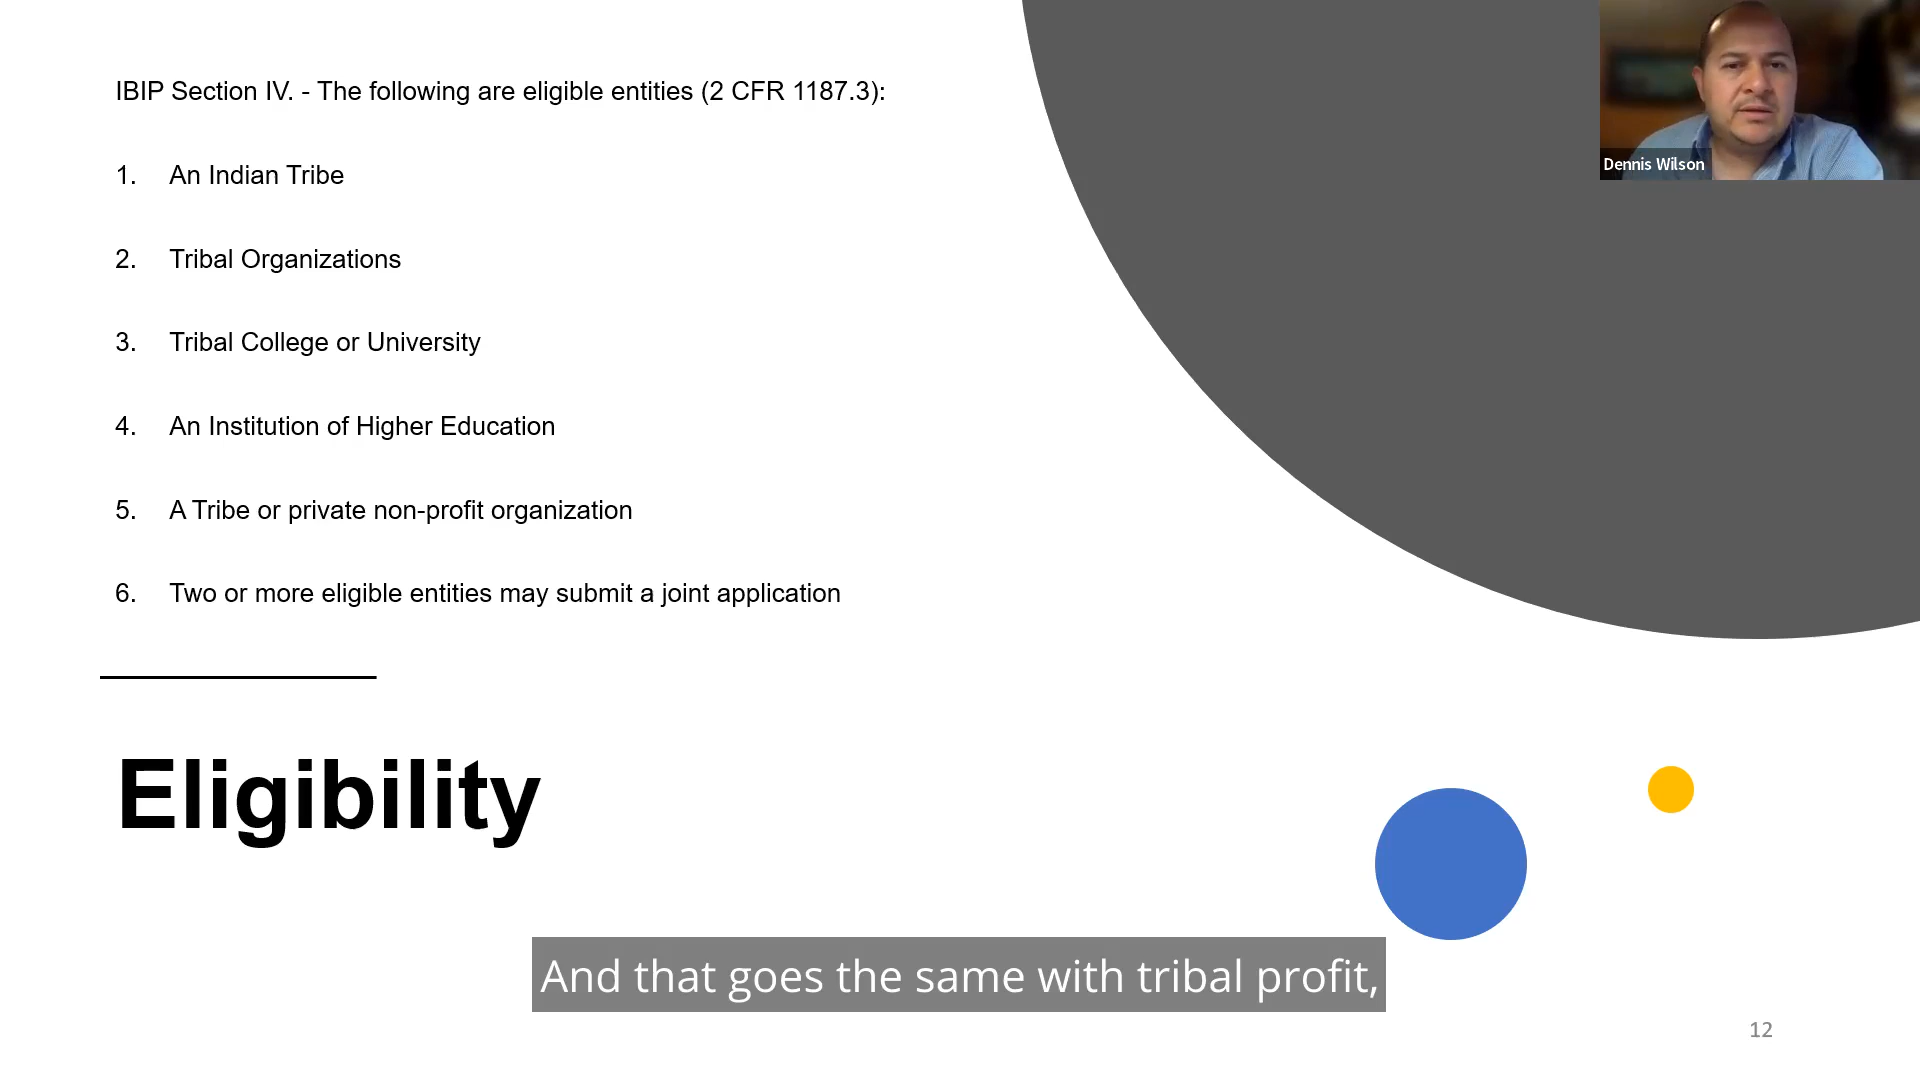 IBIP Section IV. - The following are eligible entities (2 CFR 1187.3):
1. An Indian Tribe
2. Tribal Organizations
3. Tribal College or University
4. An Institution of Higher Education
5. A Tribe or private non-profit organization
6. Two or more eligible entities may submit a joint application
Eligibility
Dennis Wilson
And that goes the same with tribal profit,
12